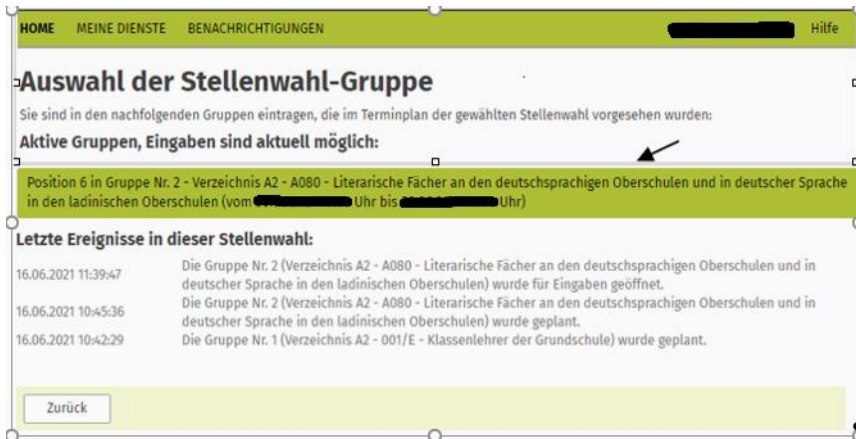 HOME MEINE DIENSTE BENACHRICHTIGUNGEN Hilfe
Auswahl der Stellenwahl-Gruppe
Sie sind in den nachfolgenden Gruppen eintragen, die im Terminplan der gewählten Stellenwahl vorgesehen wurden:
Aktive Gruppen, Eingaben sind aktuell möglich:
Position 6 in Gruppe Nr. 2 - Verzeichnis A2 - A080 - Literarische Fächer an den deutschsprachigen Oberschulen und in deutscher Sprache
in den ladinischen Oberschulen (vom Uhr bis Uhr)
Letzte Ereignisse in dieser Stellenwahl:
16.06.2021 11:39:47 Die Gruppe Nr. 2 (Verzeichnis A2 - A080 - Literarische Fächer an den deutschsprachigen Oberschulen und in
deutscher Sprache in den ladinischen Oberschulen) wurde für Eingaben geöffnet.
16.06.2021 10:45:36 Die Gruppe Nr. 2 (Verzeichnis A2 - A080 - Literarische Fächer an den deutschsprachigen Oberschulen und in
deutscher Sprache in den ladinischen Oberschulen) wurde geplant.
16.06.2021 10:42:29 Die Gruppe Nr. 1 (Verzeichnis A2 - 001/E - Klassenlehrer der Grundschule) wurde geplant.
Zurück